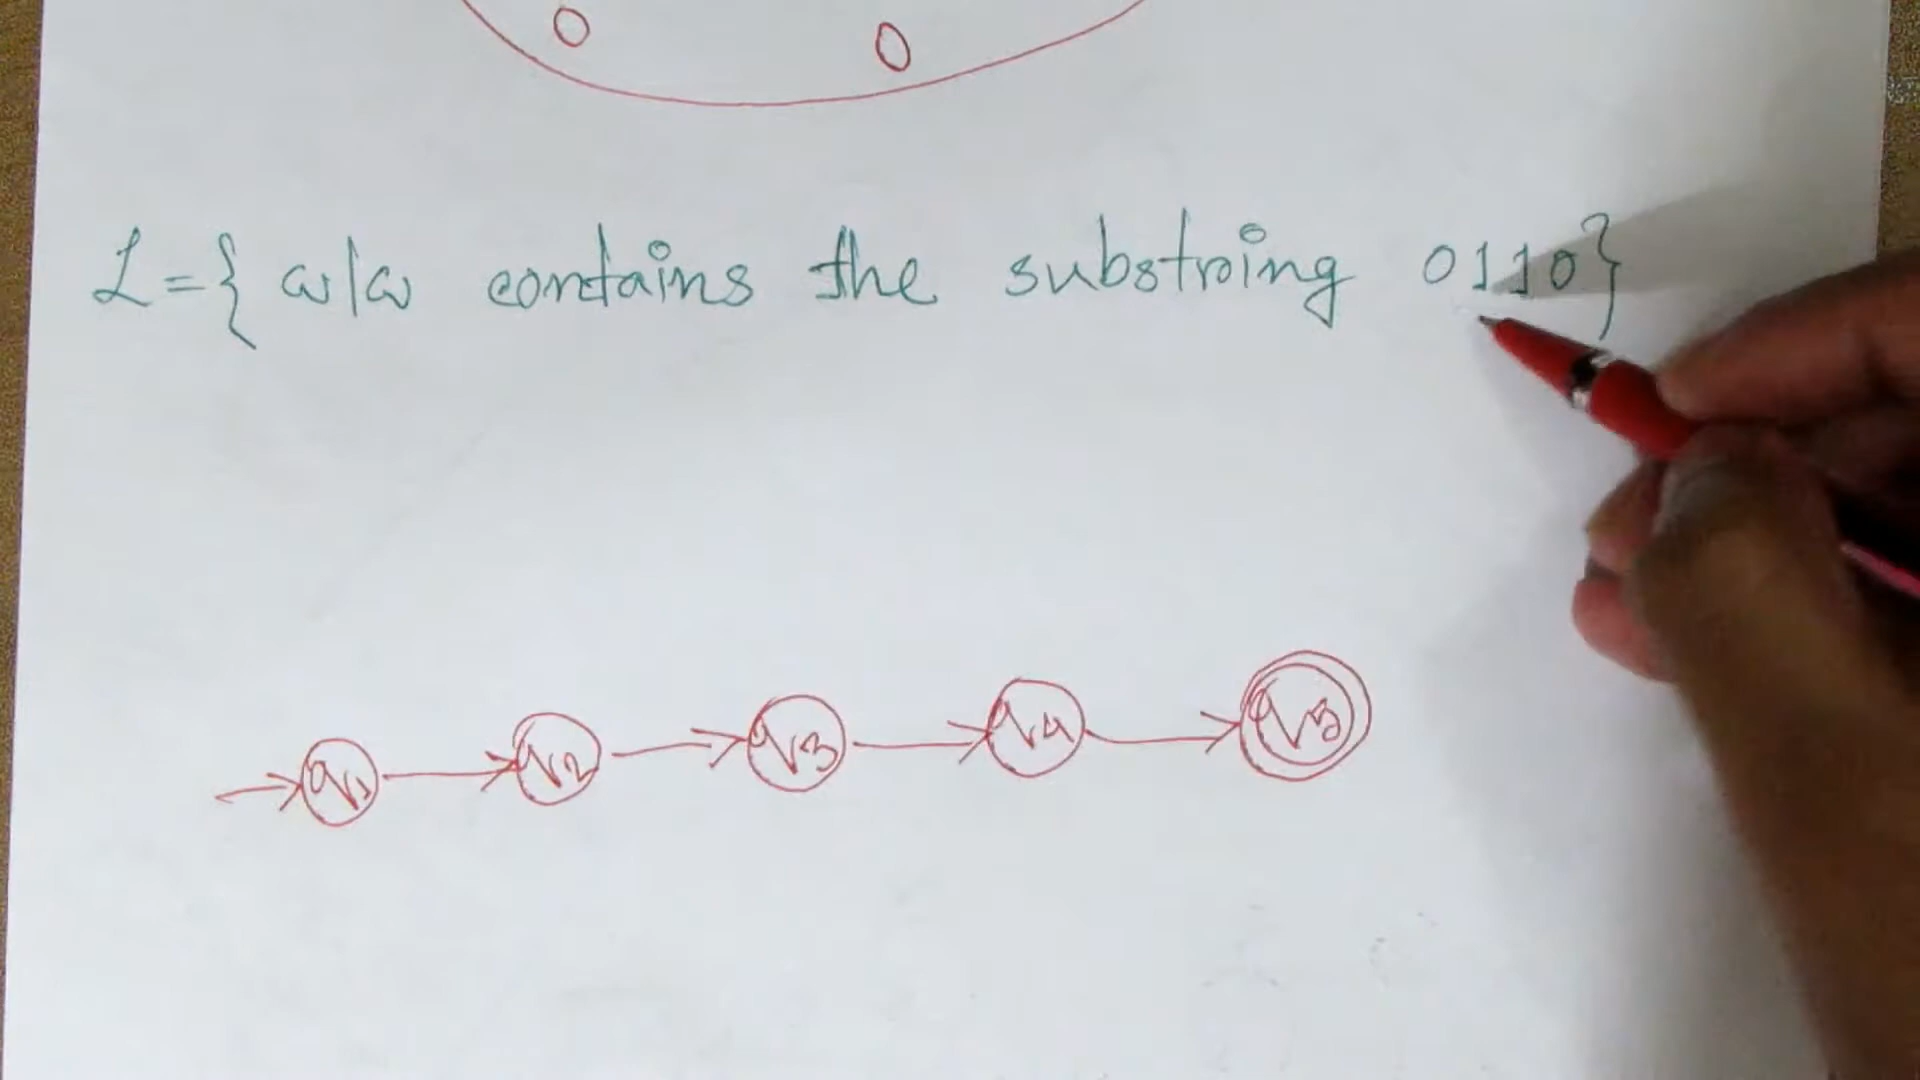 0 0
L = { w | w contains the substring 0110 }
q1 q2 q3 q4 q5